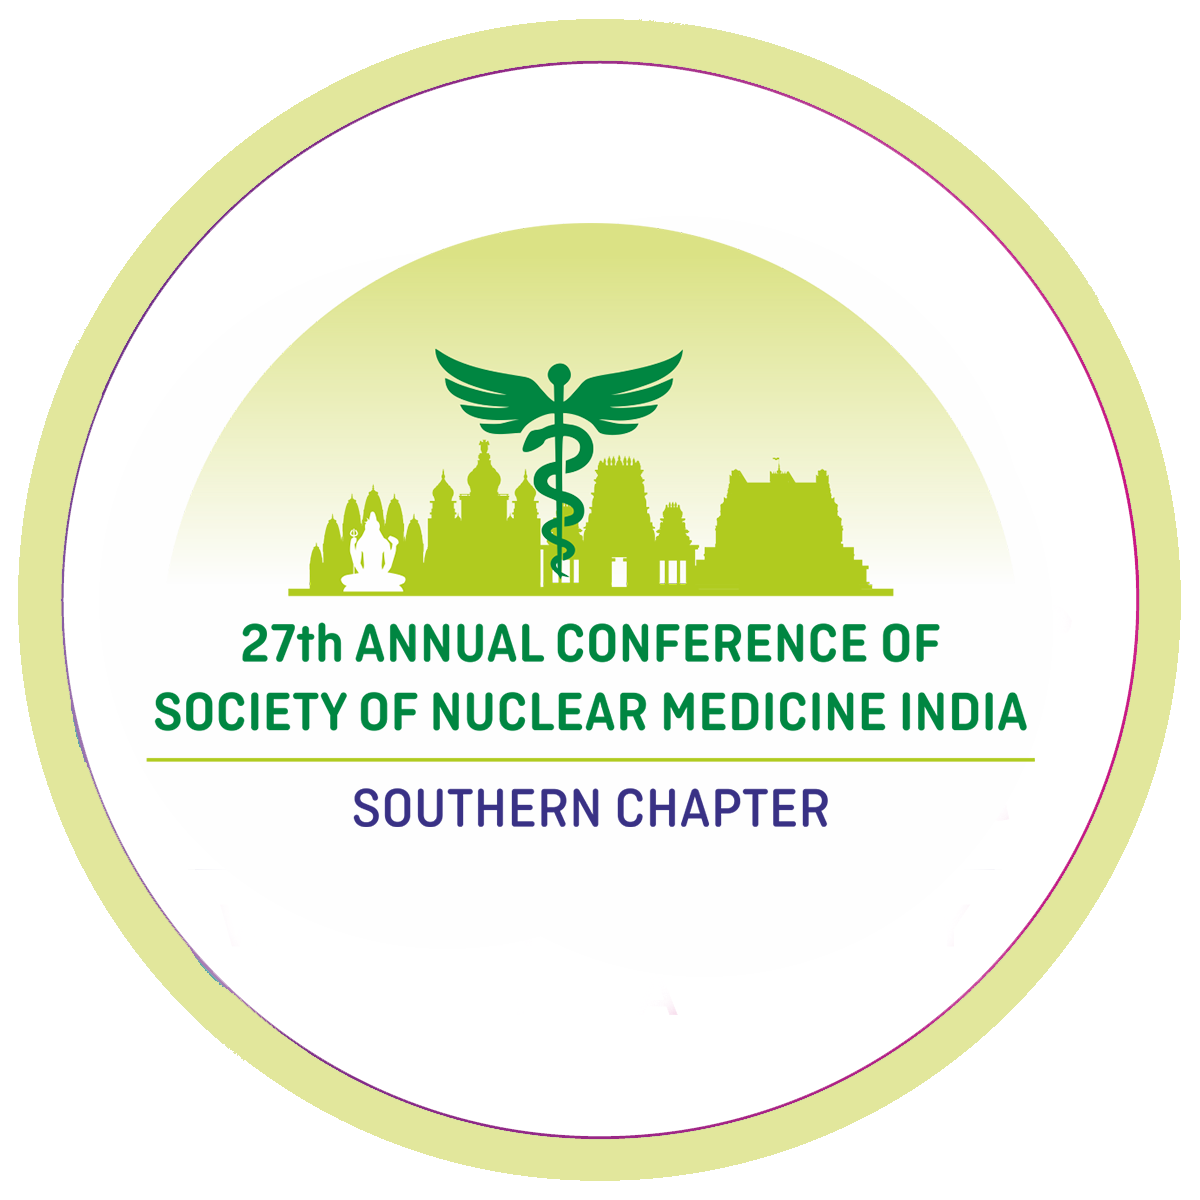 27th ANNUAL CONFERENCE OF
SOCIETY OF NUCLEAR MEDICINE INDIA
SOUTHERN CHAPTER